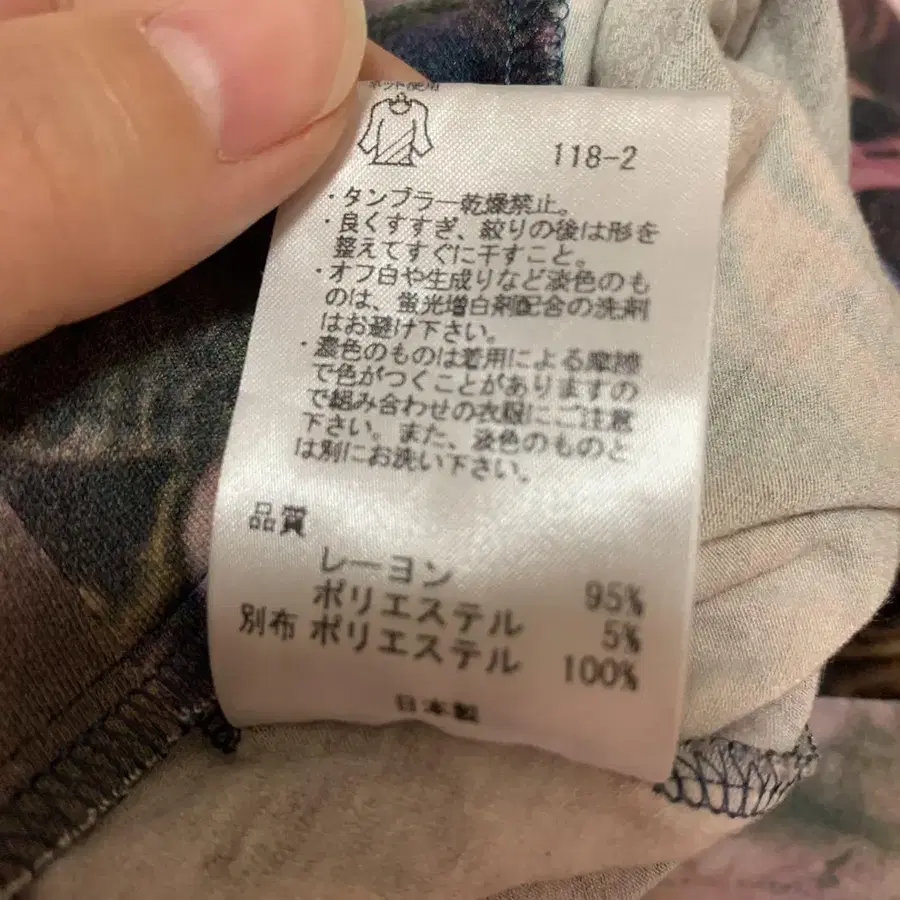 ネット使用
118-2
・タンブラー乾燥禁止。
・良くすすぎ、絞りの後は形を
整えてすぐに干すこと。
・オフ白や生成りなど淡色のも
のは、蛍光増白剤配合の洗剤
はお避け下さい。
・濃色のものは着用による摩擦
で色がつくことがありますの
で組み合わせの衣服にご注意
下さい。また、淡色のものと
は別にお洗い下さい。
品質
レーヨン 95%
ポリエステル 5%
別布 ポリエステル 100%
日本製